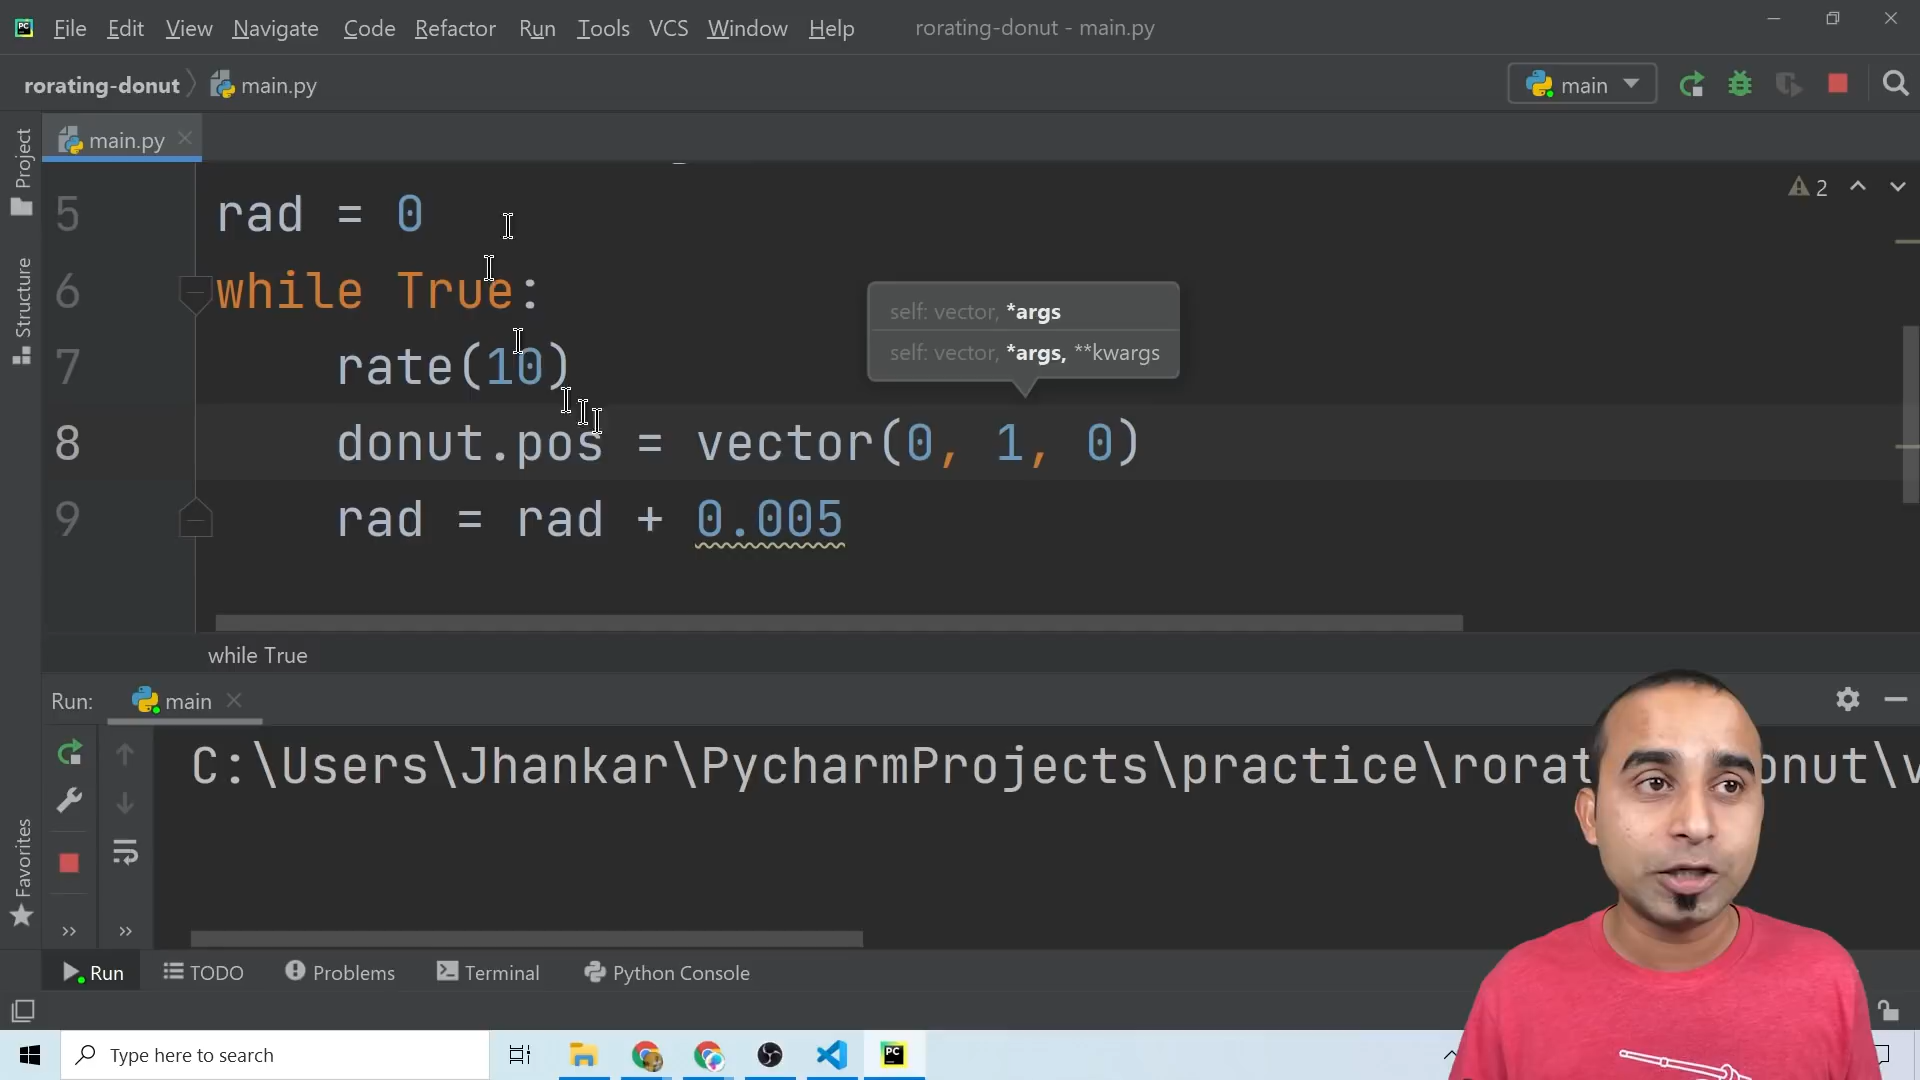 File Edit View Navigate Code Refactor Run Tools VCS Window Help rorating-donut - main.py
rorating-donut main.py
main
Project
Structure
Favorites
main.py
2
5 rad = 0
6 while True:
self: vector, *args
self: vector, *args, **kwargs
7 rate(10)
8 donut.pos = vector(0, 1, 0)
9 rad = rad + 0.005
while True
Run: main
C:\Users\Jhankar\PycharmProjects\practice\rorat onut\v
Run TODO Problems Terminal Python Console
Type here to search